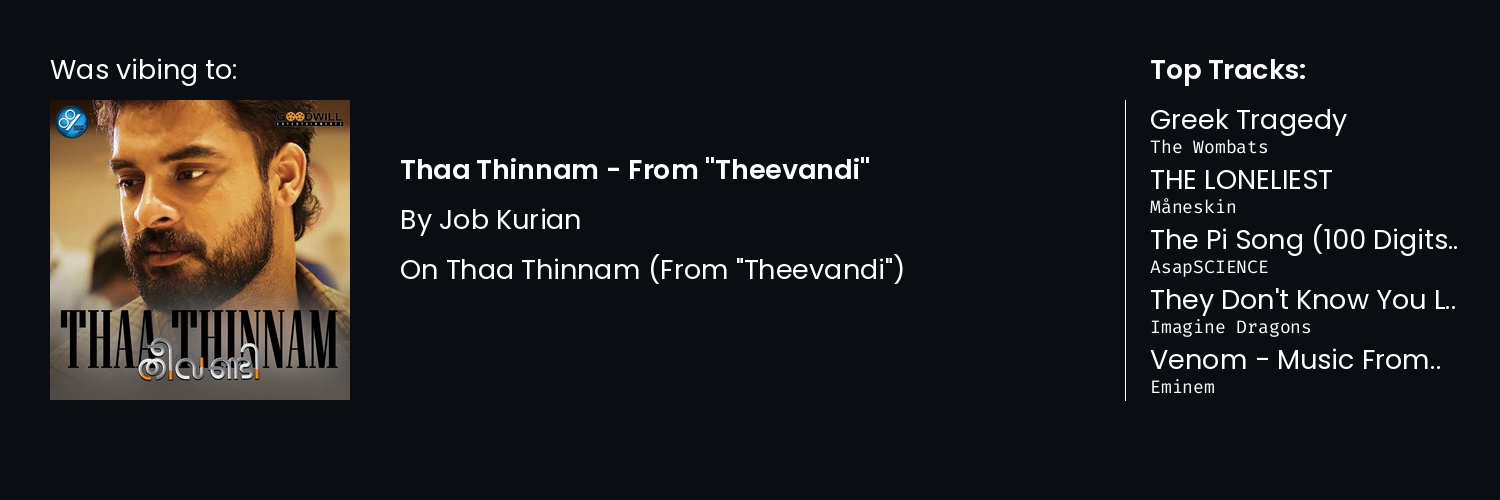 Was vibing to:
GOODWILL
ENTERTAINMENTS
THAA THINNAM
തീവണ്ടി
Thaa Thinnam - From "Theevandi"
By Job Kurian
On Thaa Thinnam (From "Theevandi")
Top Tracks:
Greek Tragedy
The Wombats
THE LONELIEST
Måneskin
The Pi Song (100 Digits..
AsapSCIENCE
They Don't Know You L..
Imagine Dragons
Venom - Music From..
Eminem